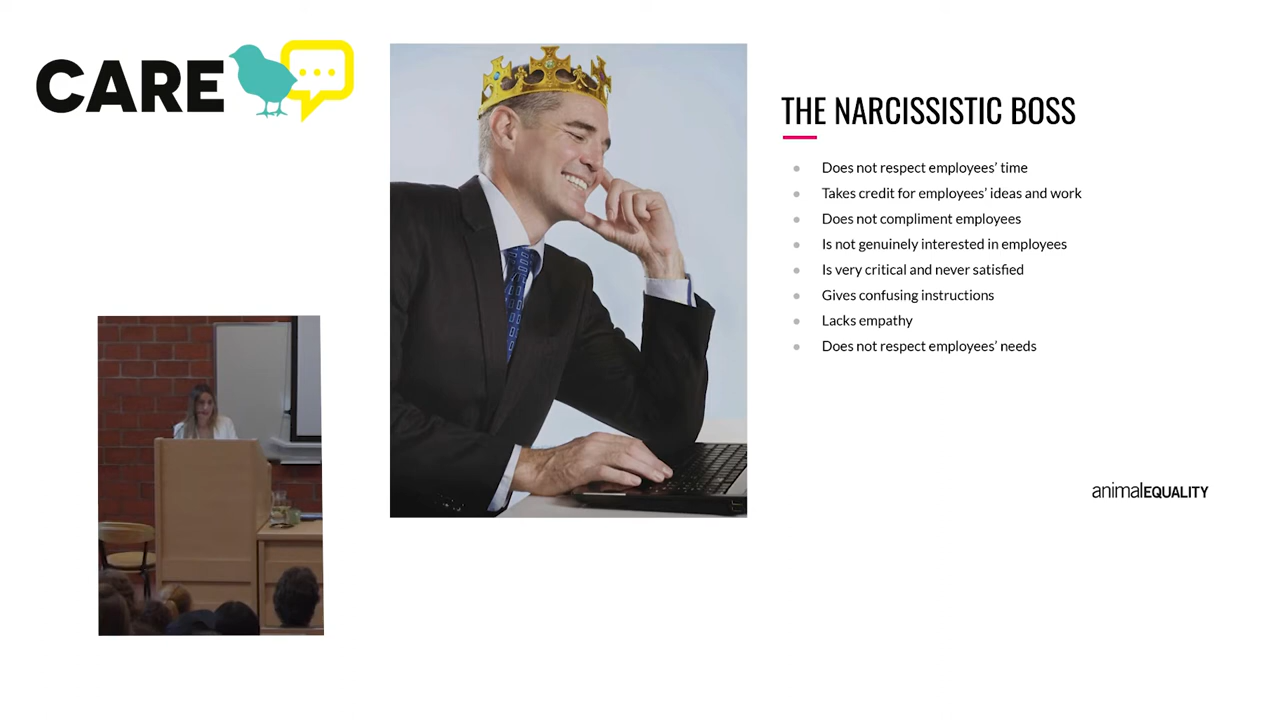 CARE
THE NARCISSISTIC BOSS
Does not respect employees’ time
Takes credit for employees’ ideas and work
Does not compliment employees
Is not genuinely interested in employees
Is very critical and never satisfied
Gives confusing instructions
Lacks empathy
Does not respect employees’ needs
animalEQUALITY